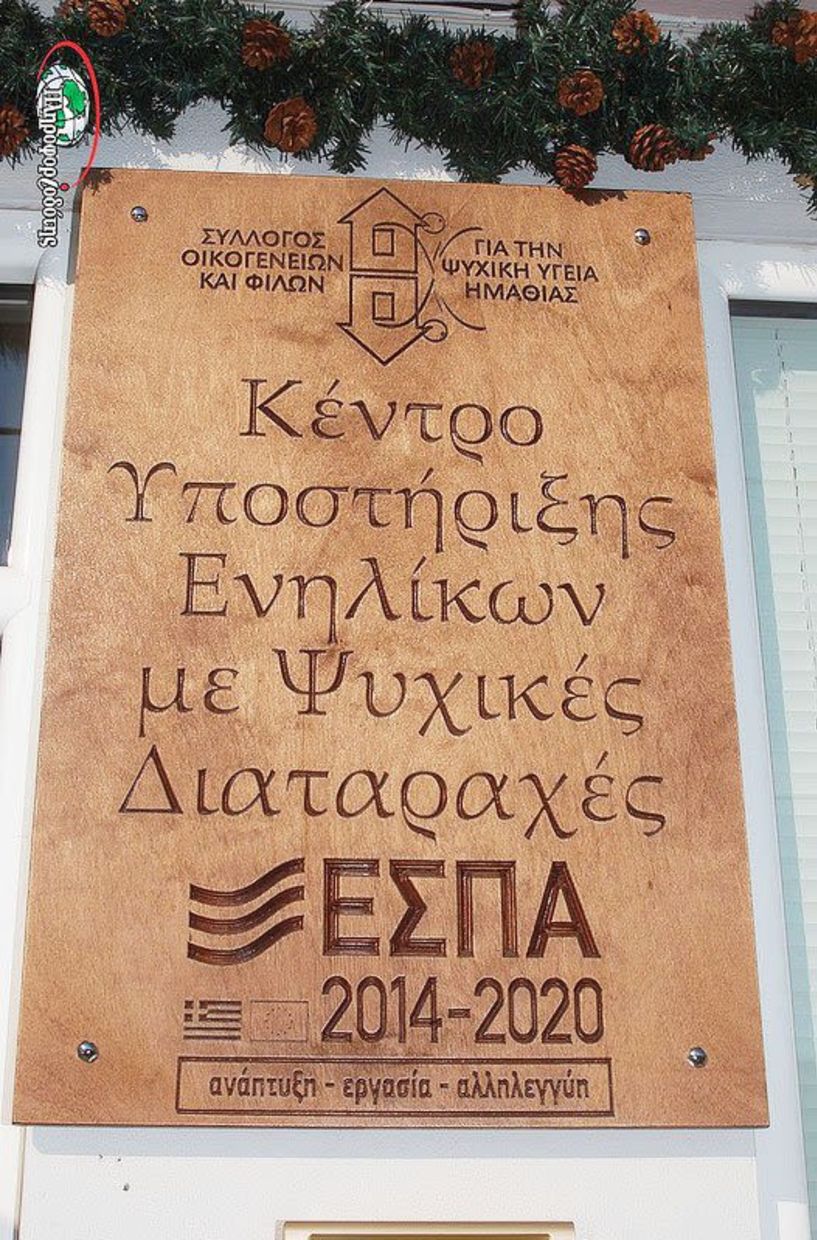 Πληροφοριόδοτης
ΣΥΛΛΟΓΟΣ
ΟΙΚΟΓΕΝΕΙΩΝ
ΚΑΙ ΦΙΛΩΝ
ΓΙΑ ΤΗΝ
ΨΥΧΙΚΗ ΥΓΕΙΑ
ΗΜΑΘΙΑΣ
Κέντρο
Υποστήριξης
Ενηλίκων
με Ψυχικές
Διαταραχές
ΕΣΠΑ
2014-2020
ανάπτυξη - εργασία - αλληλεγγύη